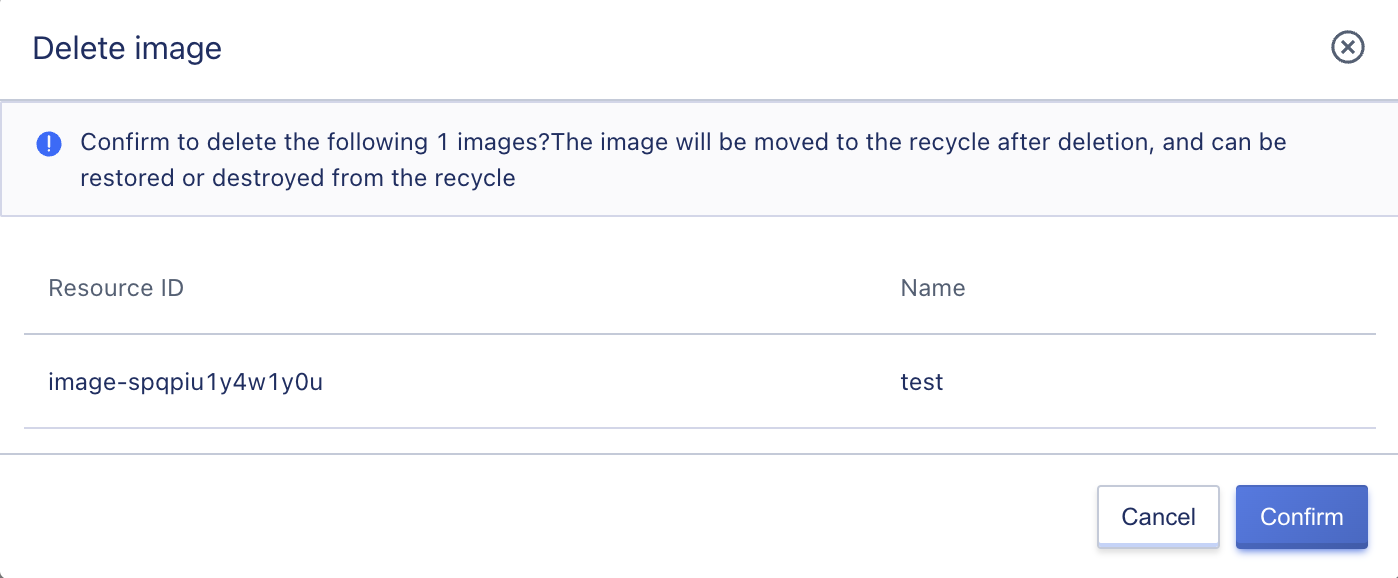 Delete image
Confirm to delete the following 1 images?The image will be moved to the recycle after deletion, and can be
restored or destroyed from the recycle
Resource ID Name
image-spqpiu1y4w1y0u test
Cancel Confirm